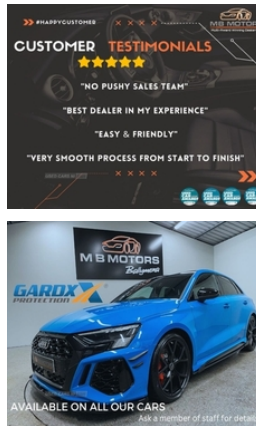 #HAPPYCUSTOMER
M B MOTORS
CUSTOMER TESTIMONIALS
"NO PUSHY SALES TEAM"
"BEST DEALER IN MY EXPERIENCE"
"EASY & FRIENDLY"
"VERY SMOOTH PROCESS FROM START TO FINISH"
M B MOTORS
Ballymena
GARDX
PROTECTION
AVAILABLE ON ALL OUR CARS
Ask a member of staff for detail